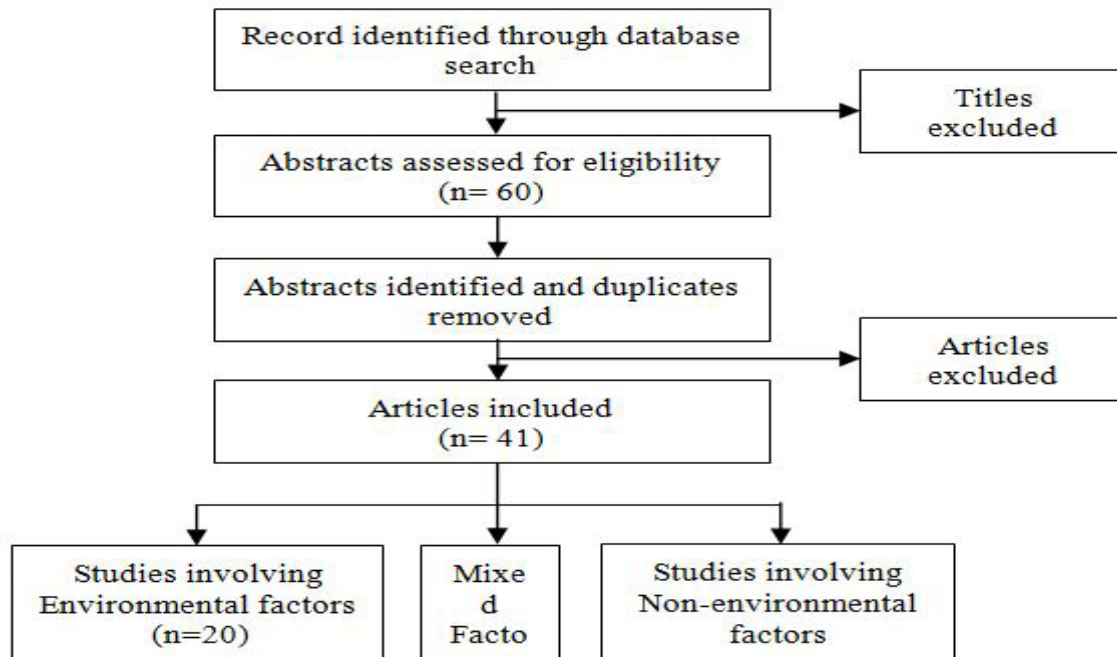 Record identified through database
search
Titles
excluded
Abstracts assessed for eligibility
(n= 60)
Abstracts identified and duplicates
removed
Articles
excluded
Articles included
(n= 41)
Studies involving
Environmental factors
(n=20)
Mixe
d
Facto
Studies involving
Non-environmental
factors